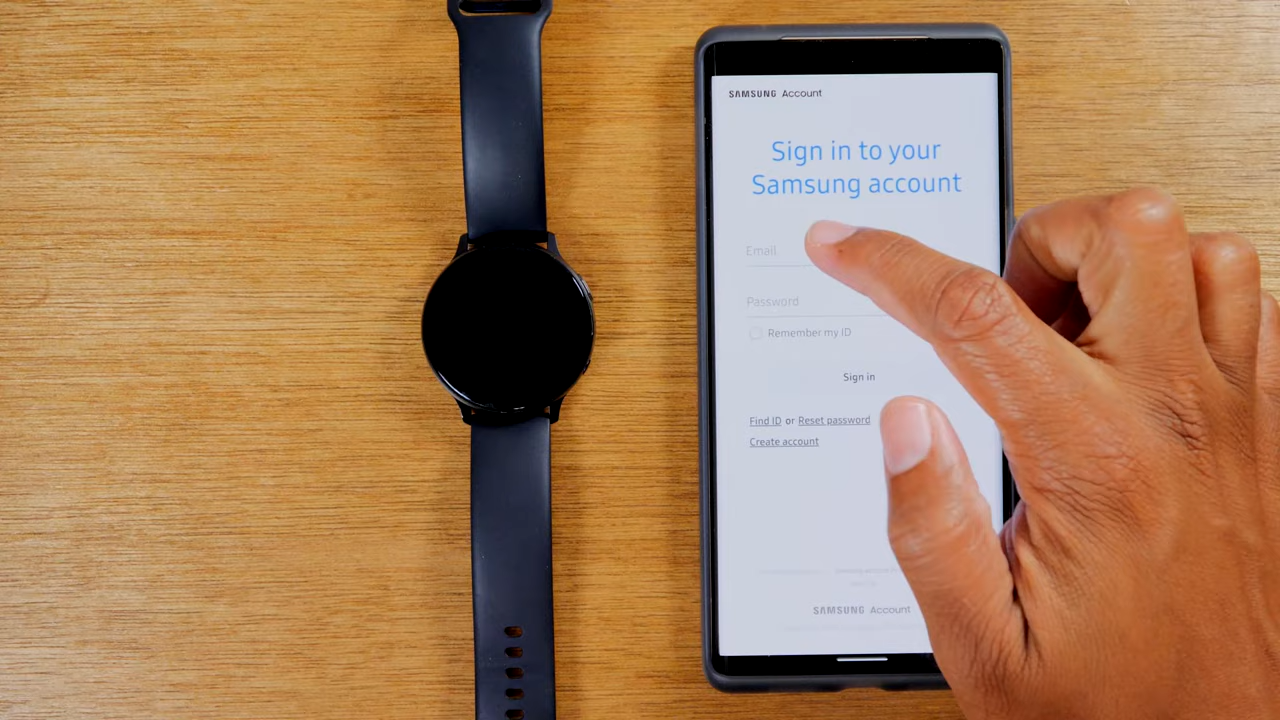 SAMSUNG Account
Sign in to your
Samsung account
Email
Password
Remember my ID
Sign in
Find ID or Reset password
Create account
SAMSUNG Account